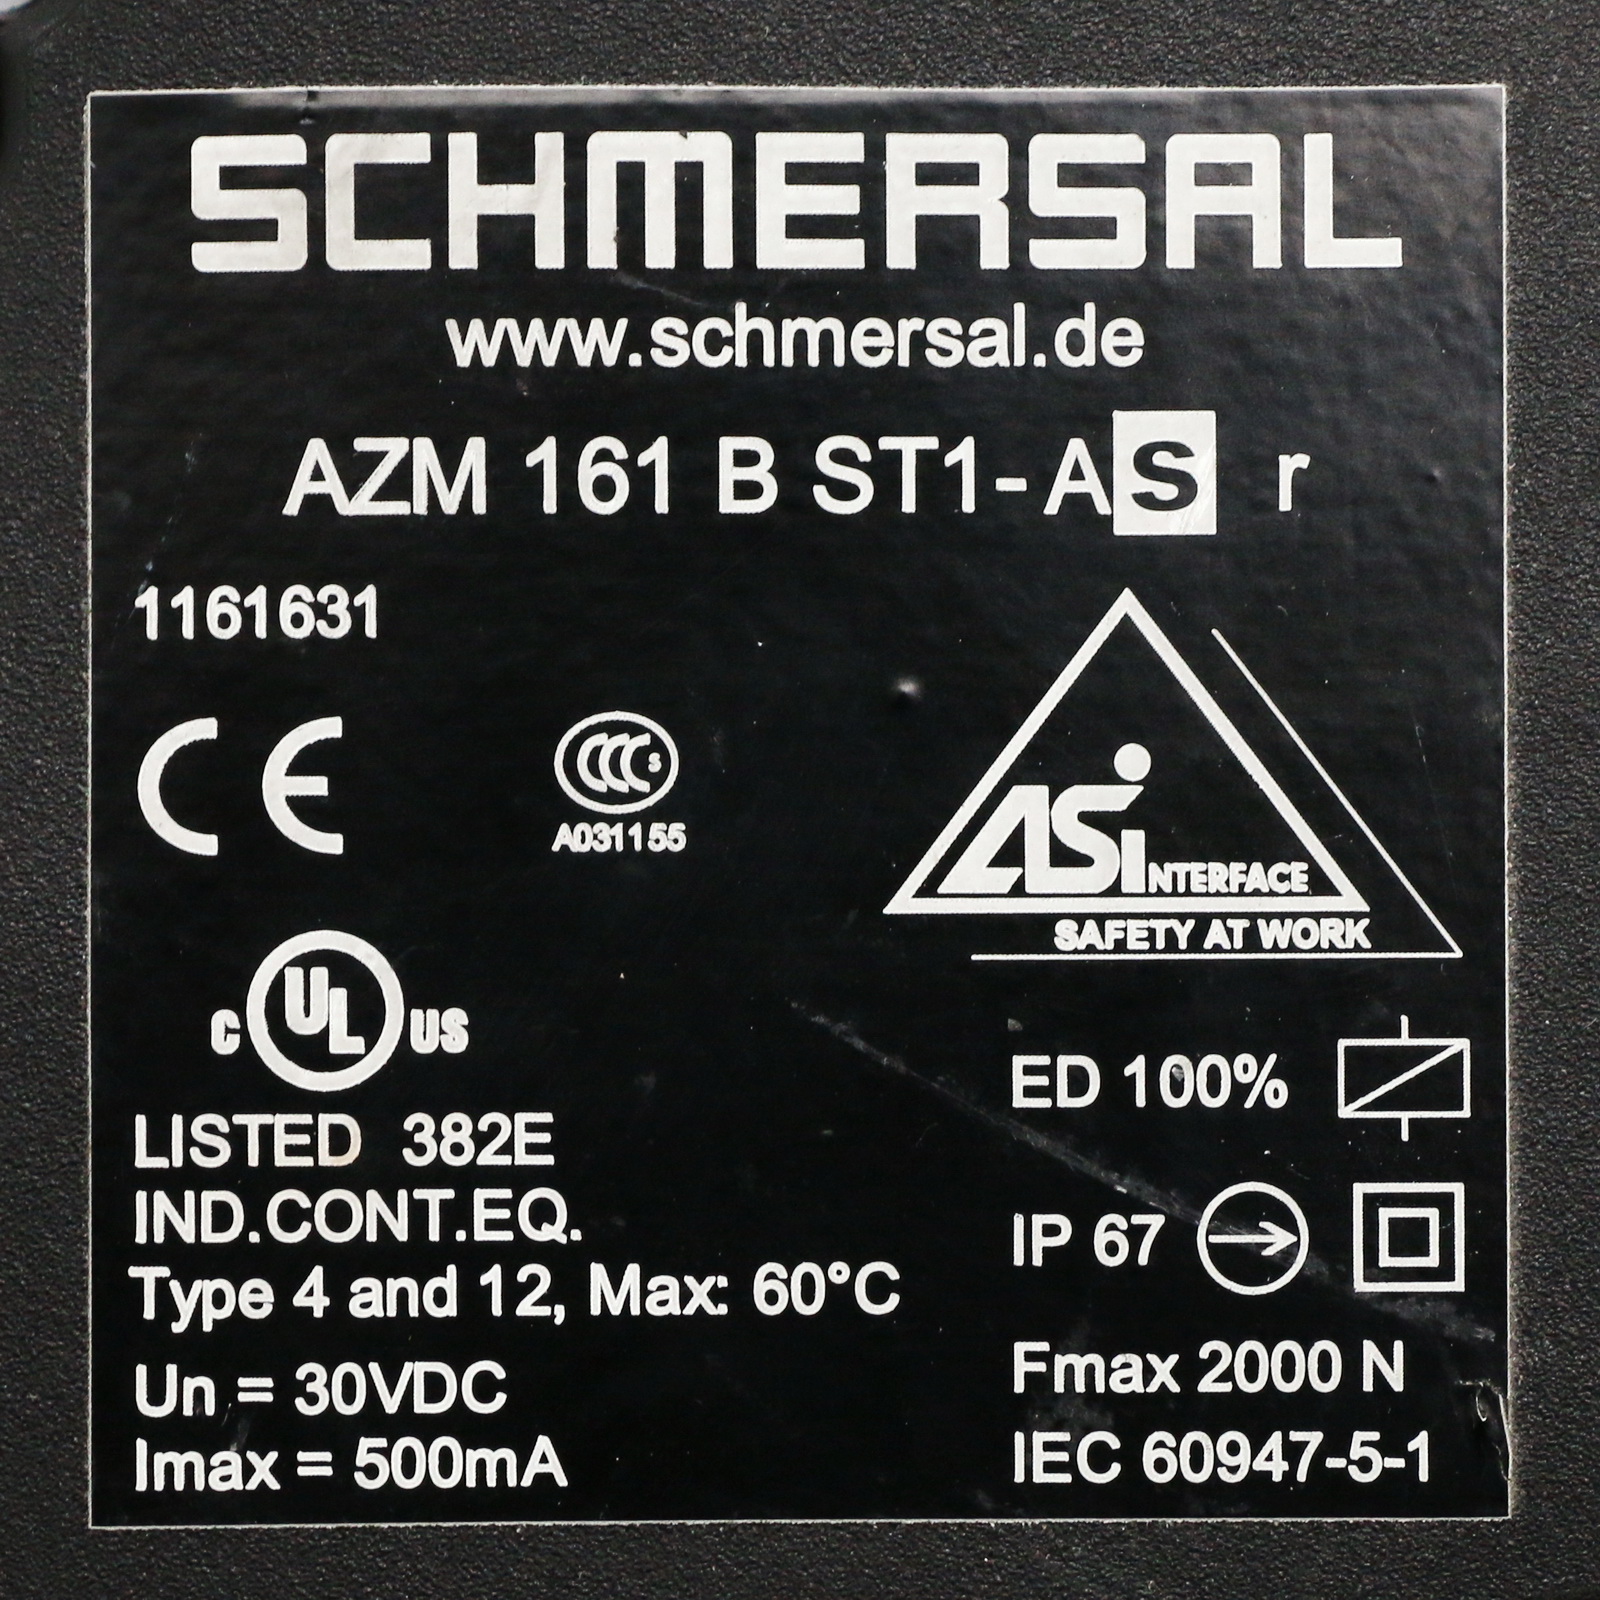 SCHMERSAL
www.schmersal.de
AZM 161 B ST1-AS r
1161631
CE
CCC S
A031155
ASiNTERFACE
SAFETY AT WORK
C UL US
LISTED 382E
IND.CONT.EQ.
Type 4 and 12, Max: 60°C
Un = 30VDC
Imax = 500mA
ED 100%
IP 67
Fmax 2000 N
IEC 60947-5-1